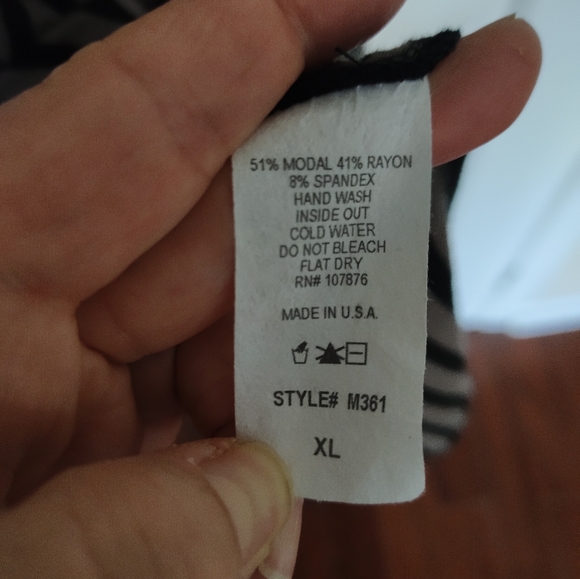 51% MODAL 41% RAYON
8% SPANDEX
HAND WASH
INSIDE OUT
COLD WATER
DO NOT BLEACH
FLAT DRY
RN# 107876
MADE IN U.S.A.
STYLE# M361
XL